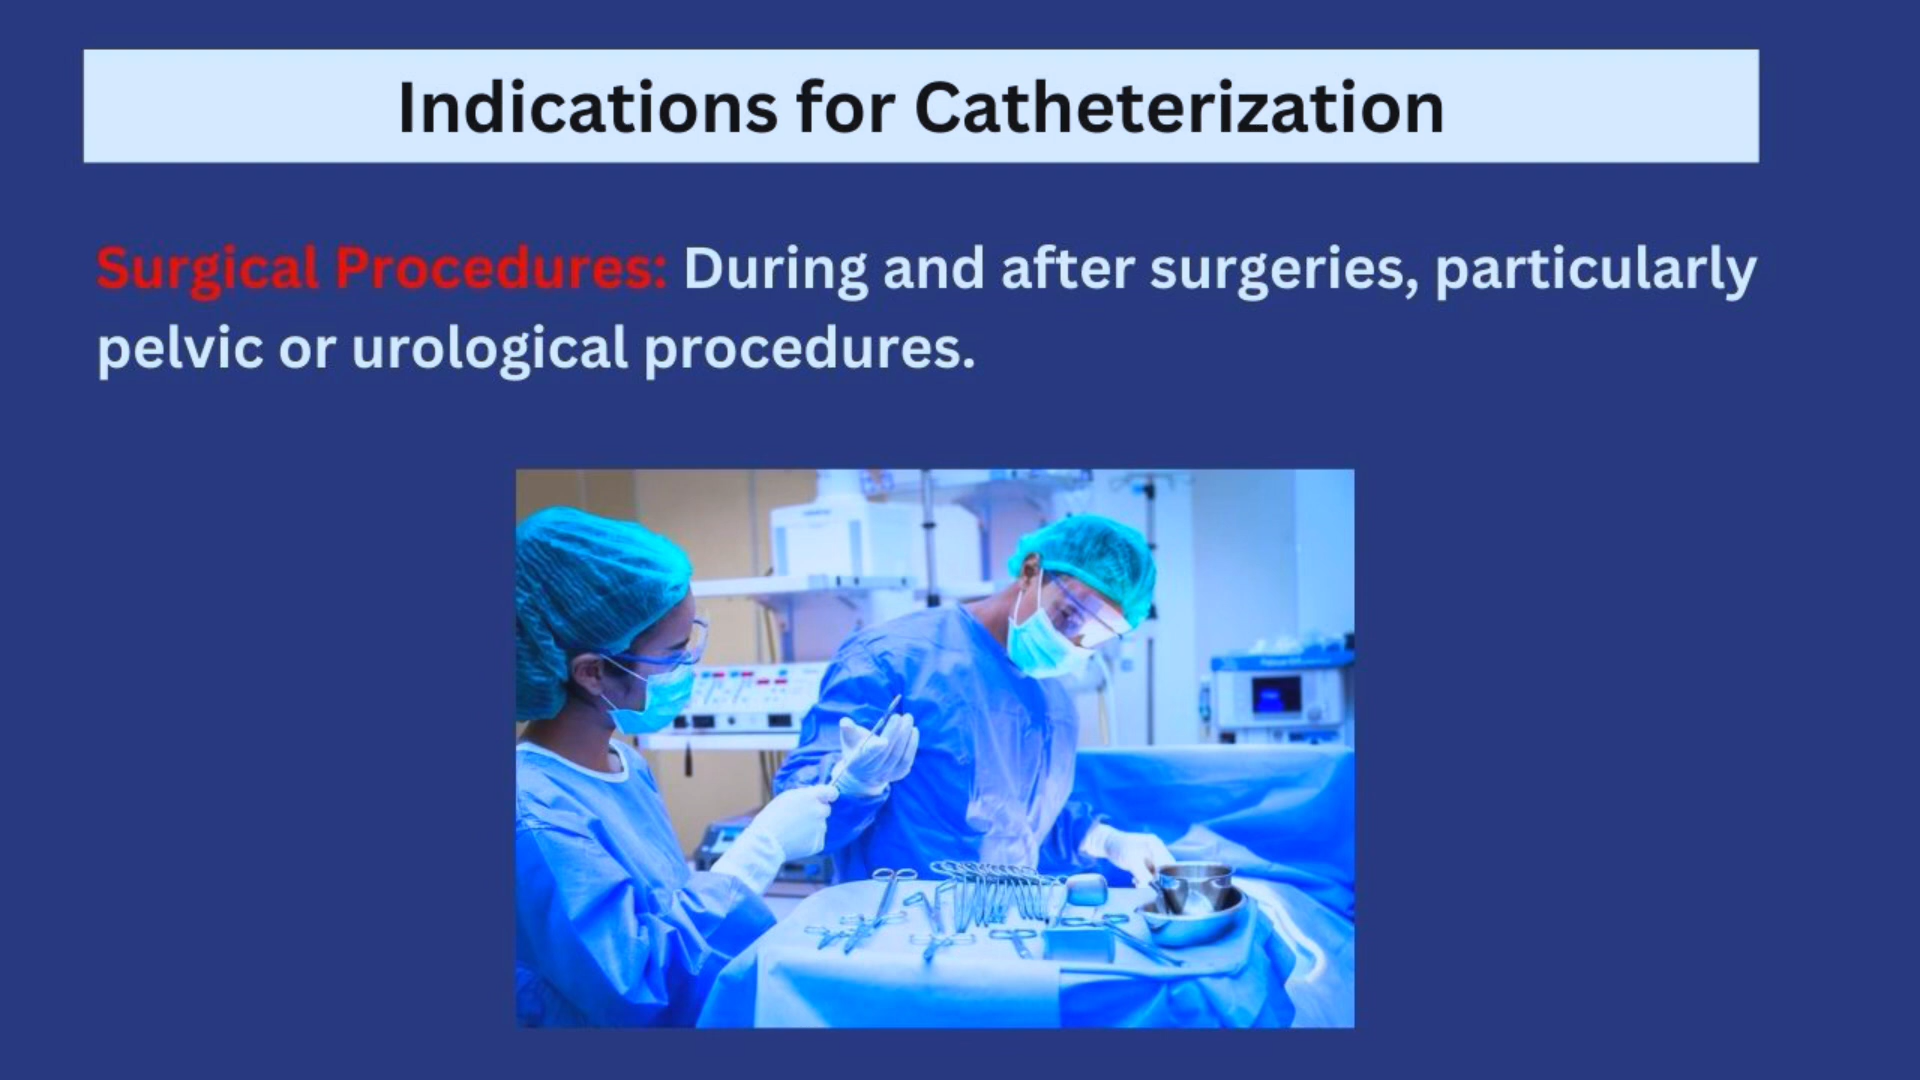 Indications for Catheterization
Surgical Procedures: During and after surgeries, particularly
pelvic or urological procedures.